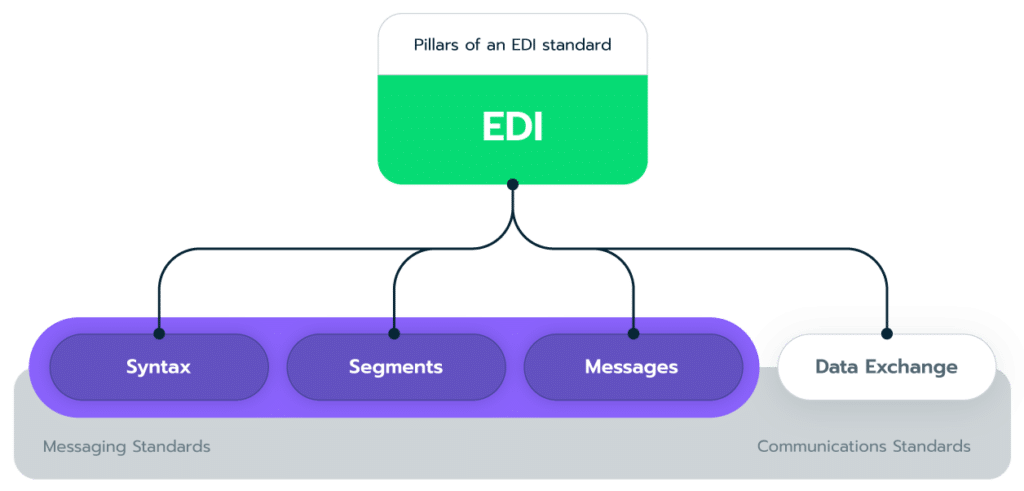 Pillars of an EDI standard
EDI
Syntax
Segments
Messages
Data Exchange
Messaging Standards
Communications Standards